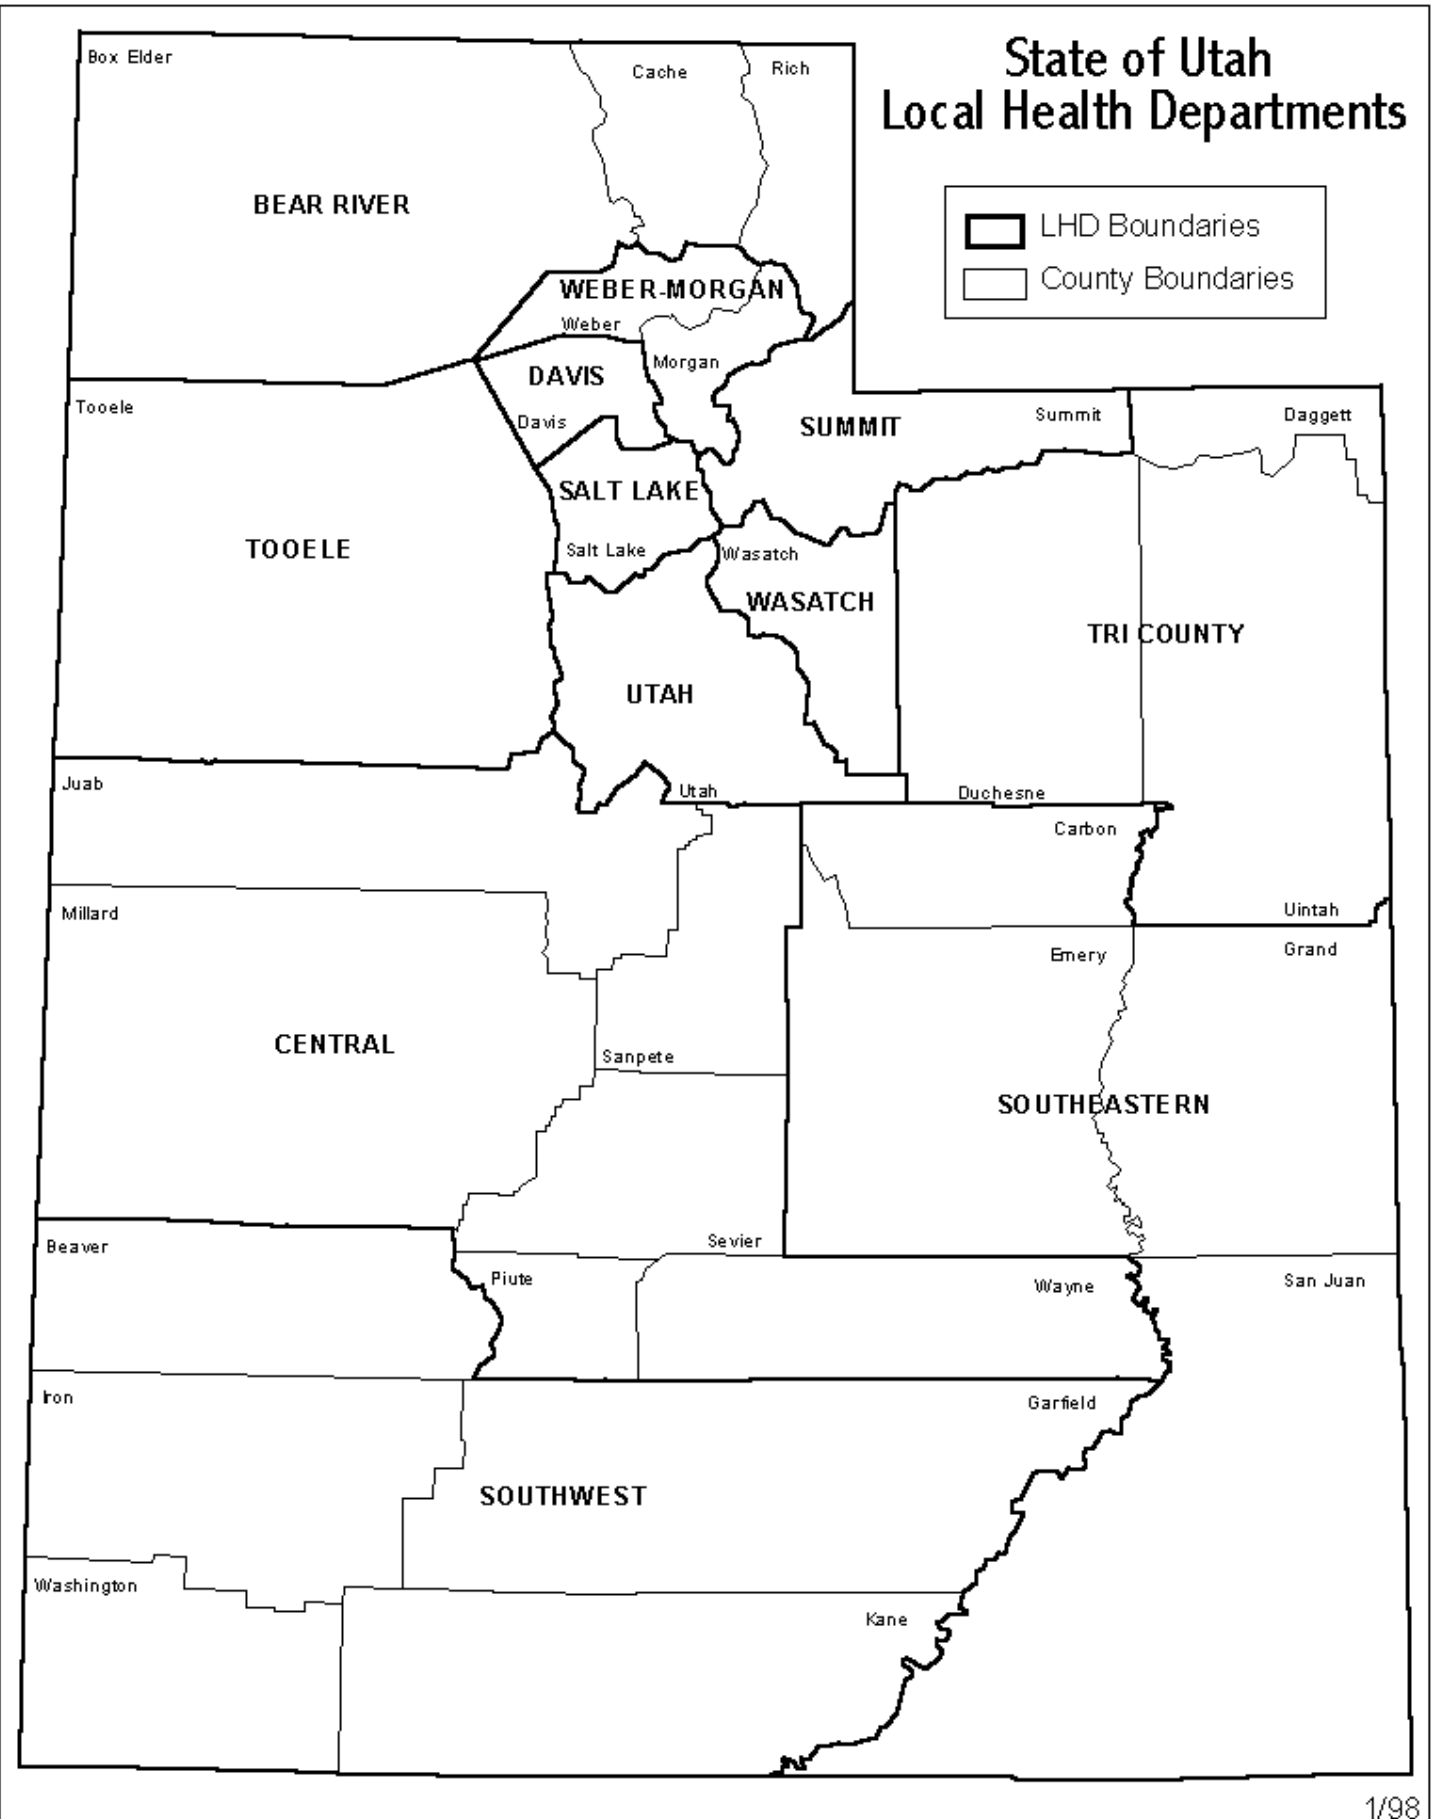 State of Utah
Local Health Departments
LHD Boundaries
County Boundaries
Box Elder
Cache
Rich
BEAR RIVER
WEBER-MORGAN
Weber
Morgan
DAVIS
Davis
Tooele
SUMMIT
Summit
Daggett
SALT LAKE
Salt Lake
TOOELE
Wasatch
WASATCH
TRI COUNTY
UTAH
Juab
Utah
Duchesne
Carbon
Millard
Uintah
Emery
Grand
CENTRAL
Sanpete
SOUTHEASTERN
Beaver
Sevier
Piute
Wayne
San Juan
Iron
Garfield
SOUTHWEST
Washington
Kane
1/98